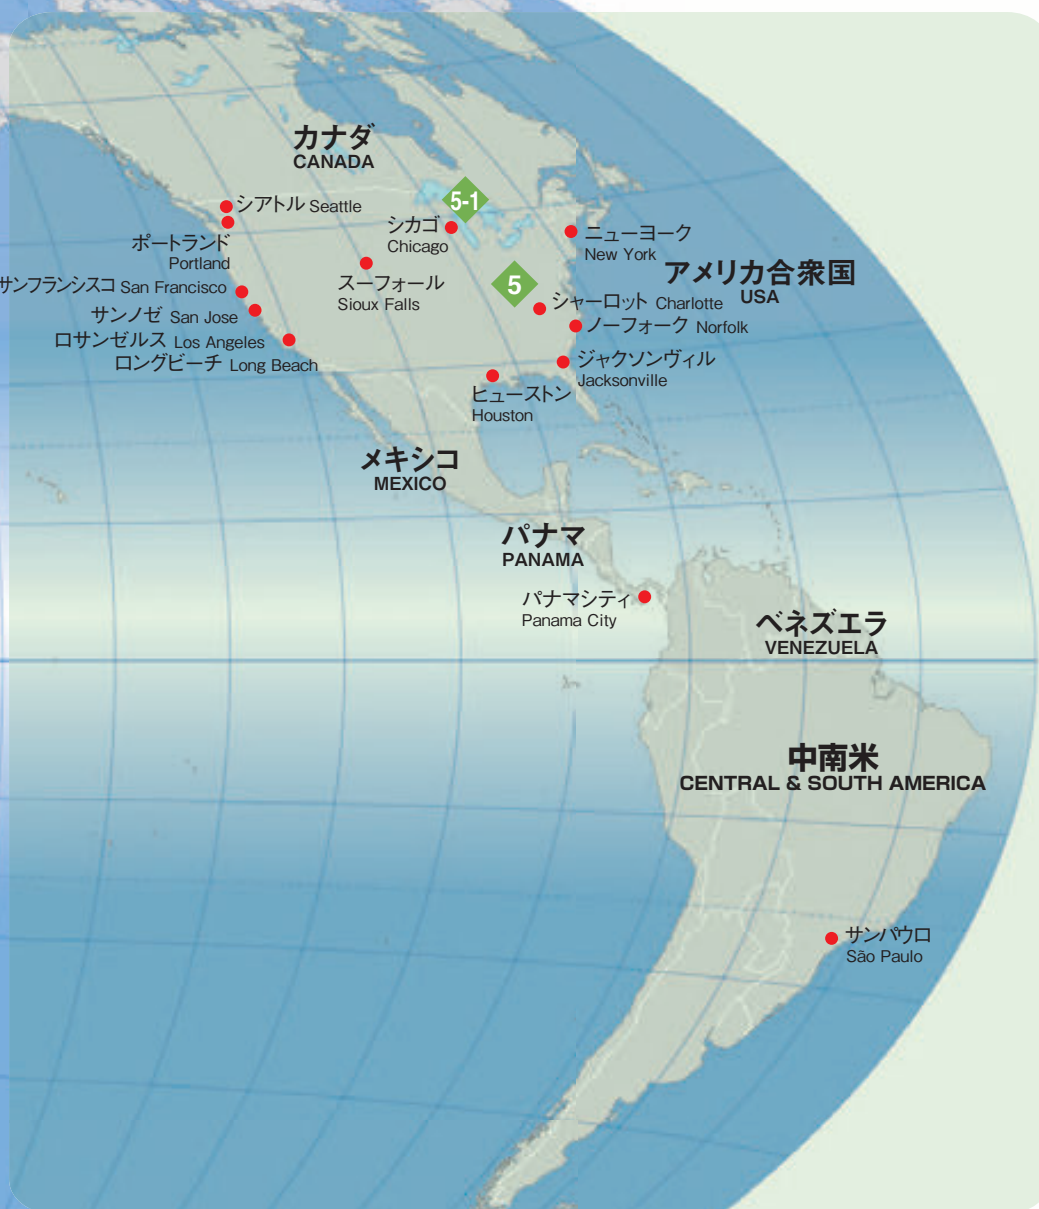 カナダ
CANADA
5-1
シアトル Seattle
シカゴ
Chicago
ポートランド
Portland
ニューヨーク
New York
スーフォール
Sioux Falls
アメリカ合衆国
USA
5
サンフランシスコ San Francisco
シャーロット Charlotte
サンノゼ San Jose
ノーフォーク Norfolk
ロサンゼルス Los Angeles
ロングビーチ Long Beach
ジャクソンヴィル
Jacksonville
ヒューストン
Houston
メキシコ
MEXICO
パナマ
PANAMA
パナマシティ
Panama City
ベネズエラ
VENEZUELA
中南米
CENTRAL & SOUTH AMERICA
サンパウロ
São Paulo